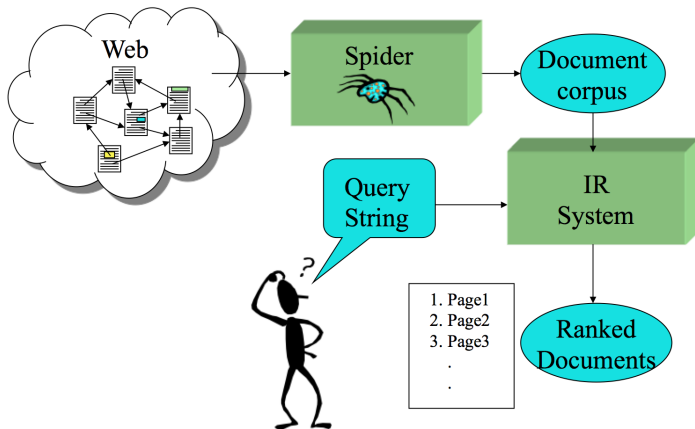 Web
Spider
Document
corpus
Query
String
IR
System
?
1. Page1
2. Page2
3. Page3
.
.
Ranked
Documents